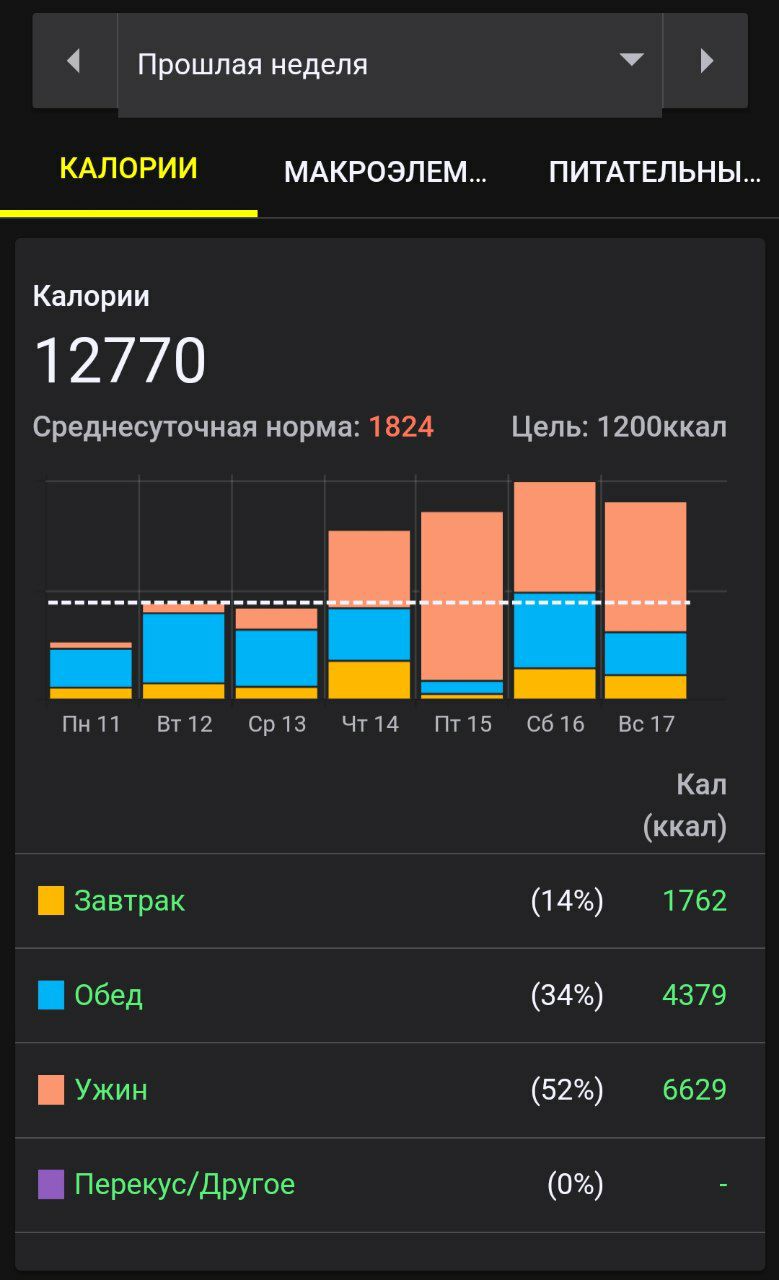 Прошлая неделя
КАЛОРИИ МАКРОЭЛЕМ... ПИТАТЕЛЬНЫ...
Калории
12770
Среднесуточная норма: 1824 Цель: 1200ккал
Пн 11 Вт 12 Ср 13 Чт 14 Пт 15 Сб 16 Вс 17
Кал
(ккал)
Завтрак (14%) 1762
Обед (34%) 4379
Ужин (52%) 6629
Перекус/Другое (0%) -